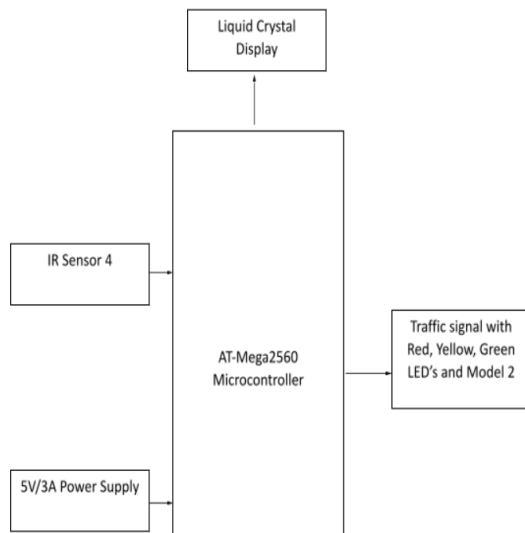 Liquid Crystal
Display
IR Sensor 4
AT-Mega2560
Microcontroller
Traffic signal with
Red, Yellow, Green
LED's and Model 2
5V/3A Power Supply